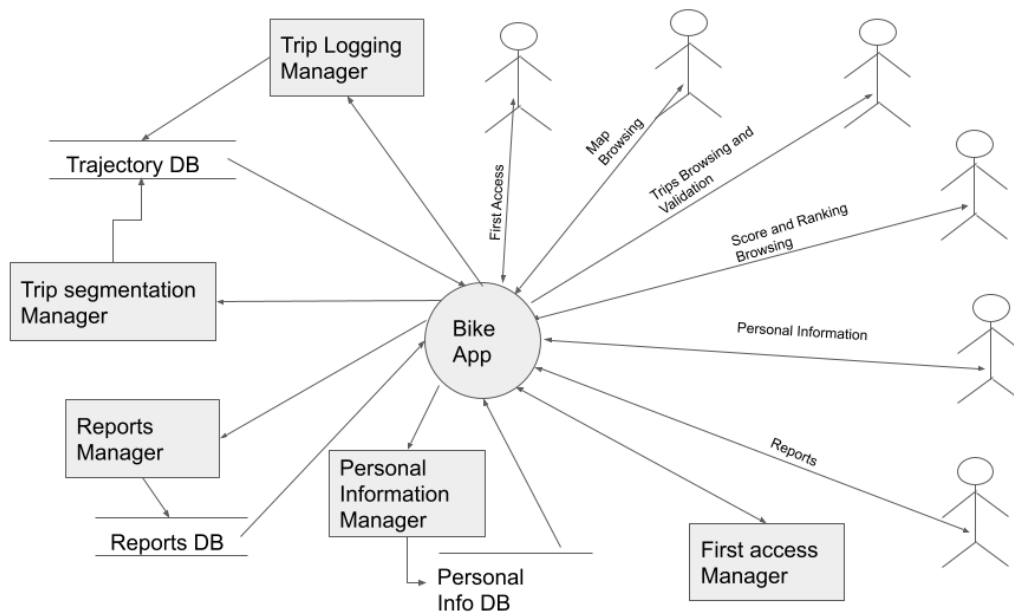 Trip Logging
Manager
Trajectory DB
Trip segmentation
Manager
Reports
Manager
Reports DB
Personal
Information
Manager
Personal
Info DB
Bike
App
First access
Manager
First Access
Map
Browsing
Trips Browsing and
Validation
Score and Ranking
Browsing
Personal Information
Reports